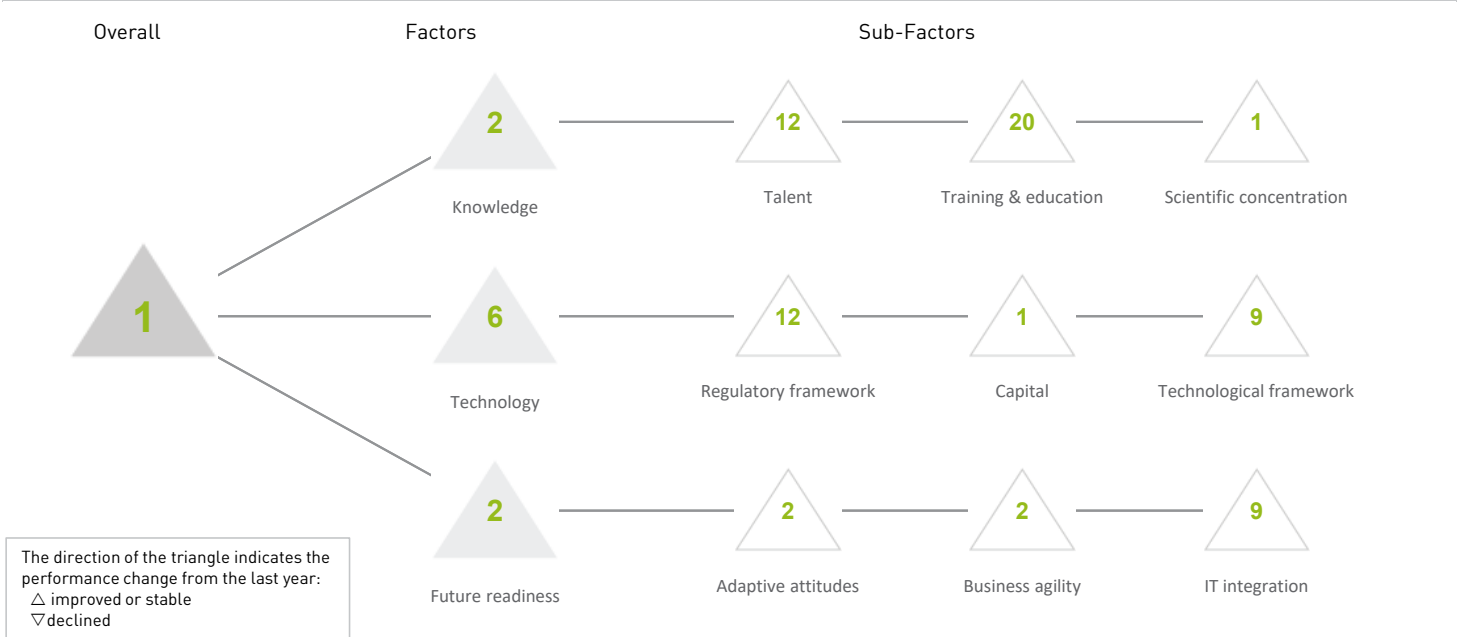 Overall
Factors
Sub-Factors
2
12
20
1
Knowledge
Talent
Training & education
Scientific concentration
1
6
12
1
9
Technology
Regulatory framework
Capital
Technological framework
2
2
2
9
Future readiness
Adaptive attitudes
Business agility
IT integration
The direction of the triangle indicates the
performance change from the last year:
△ improved or stable
▽declined